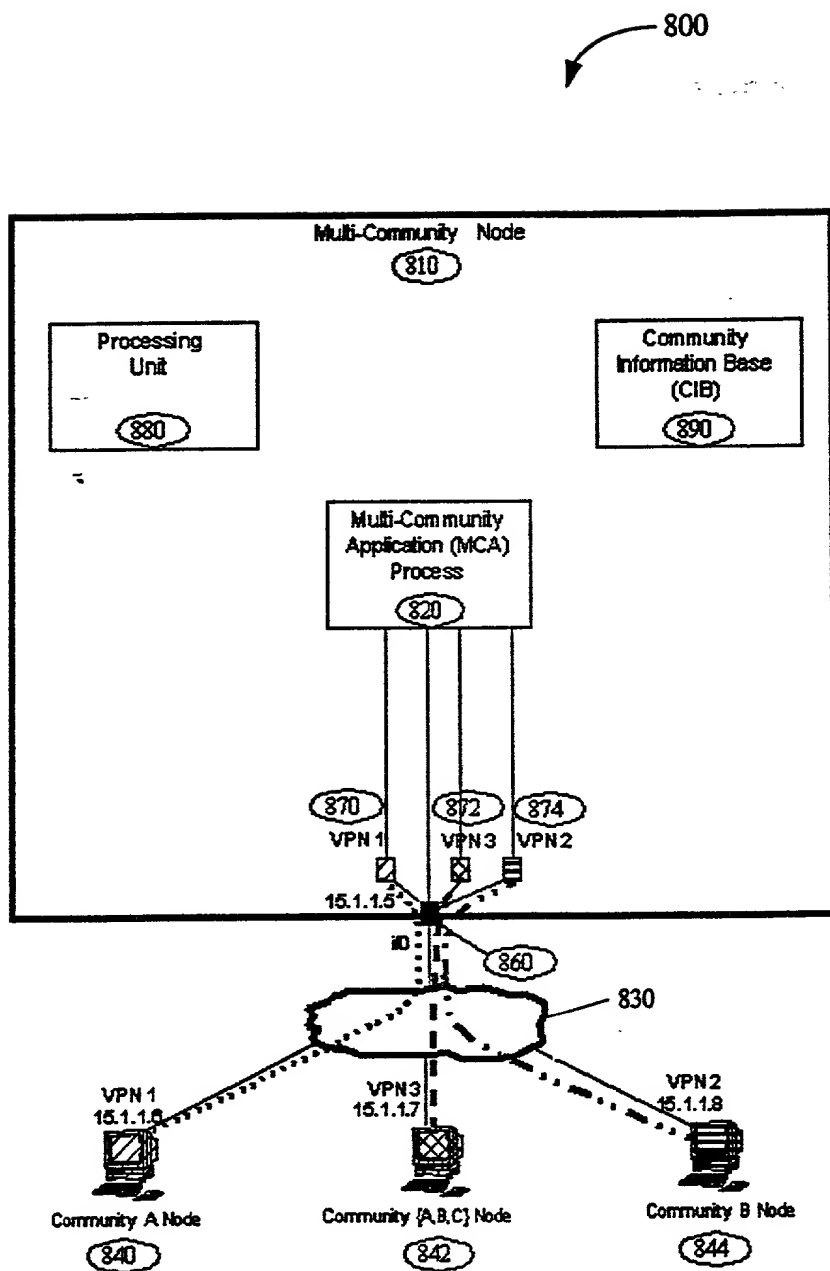 800
Multi-Community Node
810
Processing
Unit
880
Community
Information Base
(CIB)
890
Multi-Community
Application (MCA)
Process
820
870
872
874
VPN 1
VPN 3
VPN 2
15.1.1.5
il0
860
830
VPN 1
15.1.1.6
VPN 3
15.1.1.7
VPN 2
15.1.1.8
Community A Node
840
Community {A,B,C} Node
842
Community B Node
844